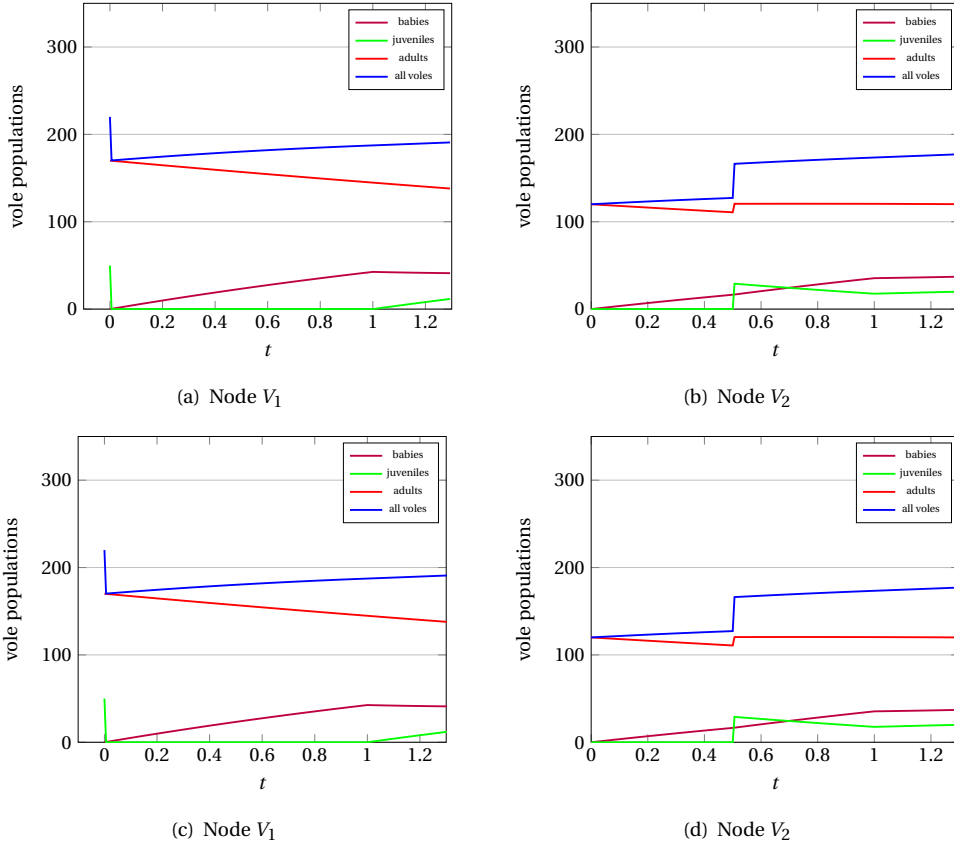 babies
juveniles
adults
all voles
300
200
100
0
vole populations
0 0.2 0.4 0.6 0.8 1 1.2
t
(a) Node V1
babies
juveniles
adults
all voles
300
200
100
0
vole populations
0 0.2 0.4 0.6 0.8 1 1.2
t
(b) Node V2
babies
juveniles
adults
all voles
300
200
100
0
vole populations
0 0.2 0.4 0.6 0.8 1 1.2
t
(c) Node V1
babies
juveniles
adults
all voles
300
200
100
0
vole populations
0 0.2 0.4 0.6 0.8 1 1.2
t
(d) Node V2